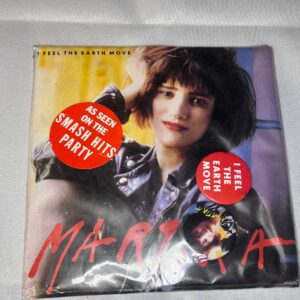 I FEEL THE EARTH MOVE
AS SEEN
ON THE
SMASH HITS
PARTY
I FEEL
THE
EARTH
MOVE